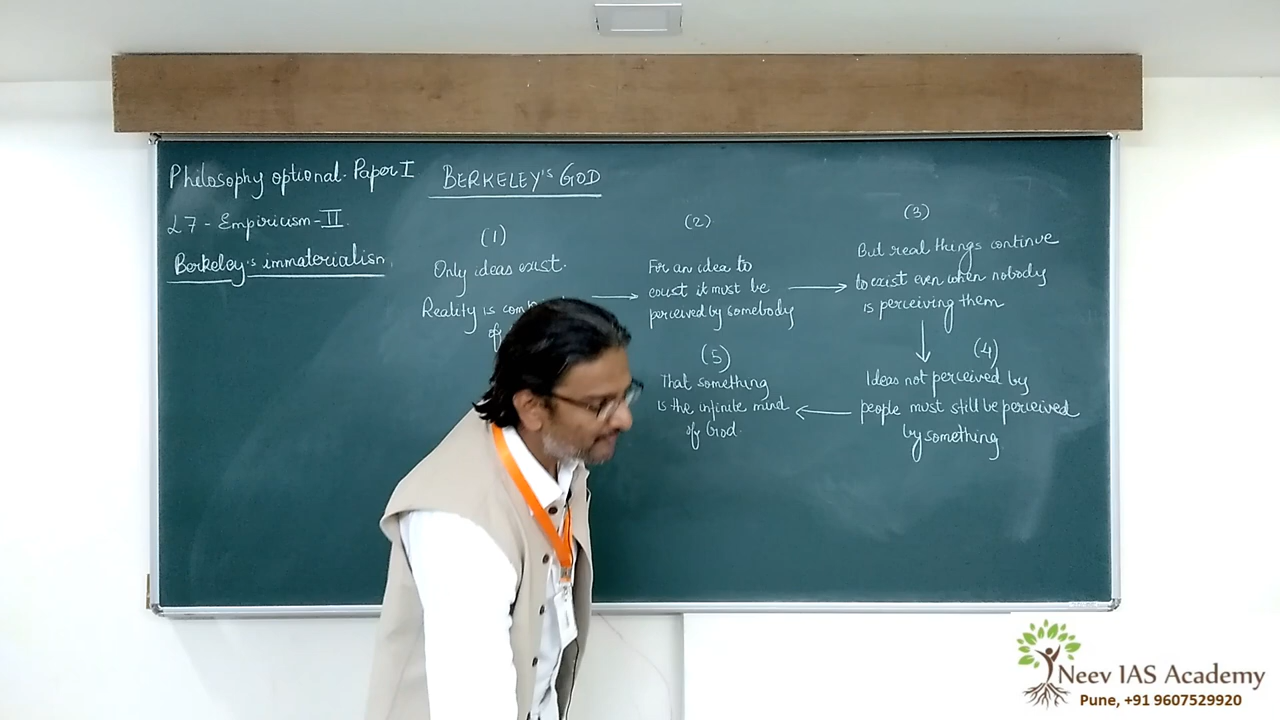 Philosophy optional. Paper I
L7 - Empiricism - II
Berkeley's immaterialism
BERKELEY'S GOD
(1)
Only ideas exist.
Reality is
of
(2)
For an idea to
exist it must be
perceived by somebody
(3)
But real things continue
to exist even when nobody
is perceiving them
(4)
Ideas not perceived by
people must still be perceived
by something
(5)
That something
is the infinite mind
of God.
Neev IAS Academy
Pune, +91 9607529920